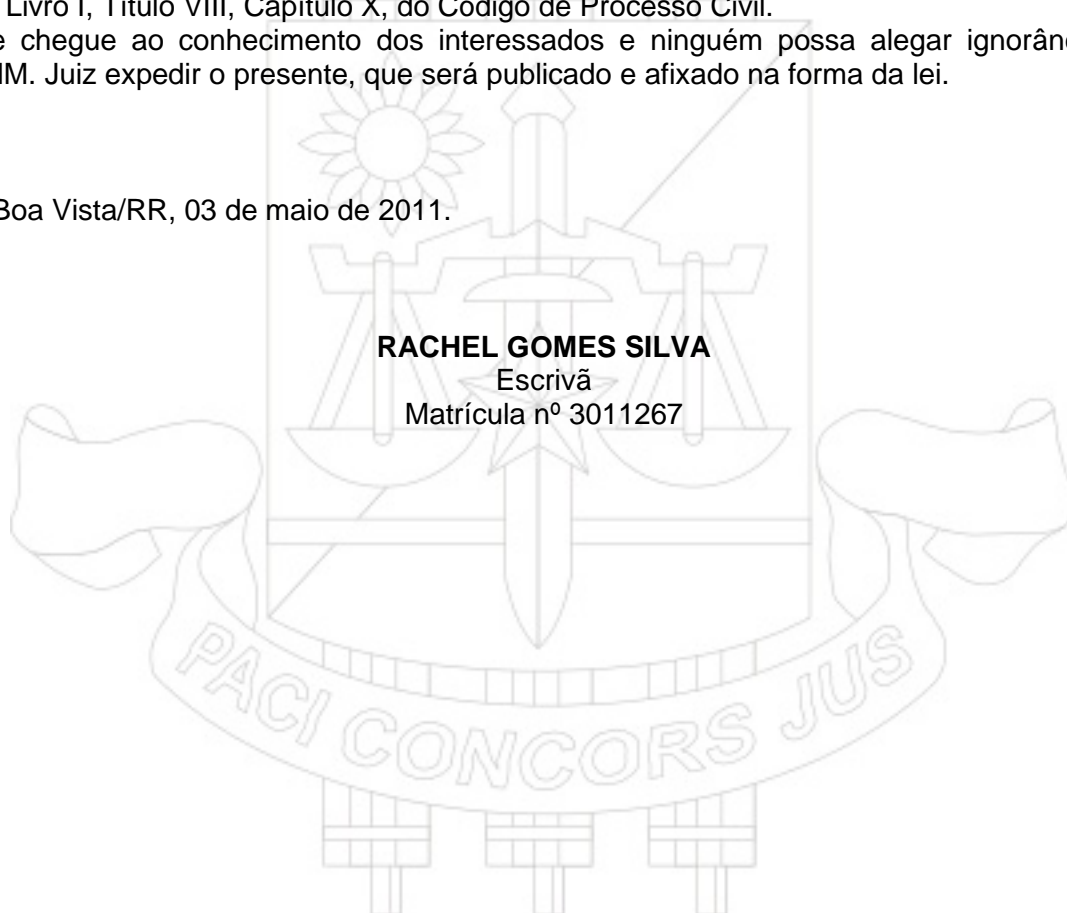 Livro I, Título VIII, Capítulo X, do Código de Processo Civil.
e chegue ao conhecimento dos interessados e ninguém possa alegar
Juiz expedir o presente, que será publicado e afixado na forma da lei.
Boa Vista/RR, 03 de maio de 2011.
RACHEL GOMES SILVA
Escrivã
Matrícula nº 3011267
PACI CONCORS JUS